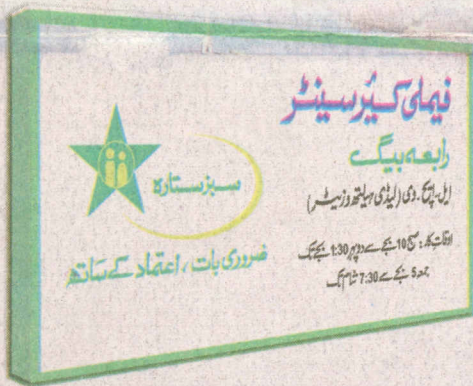 فیملی کیئر سینٹر
رابعہ بیگ
ایل۔ایچ۔وی (لیڈی ہیلتھ وزیٹر)
اوقات کار: صبح 10 بجے سے دوپہر 1:30 بجے تک
جمعہ 5 بجے سے 7:30 شام تک
سبز ستارہ
ضروری بات، اعتماد کے ساتھ